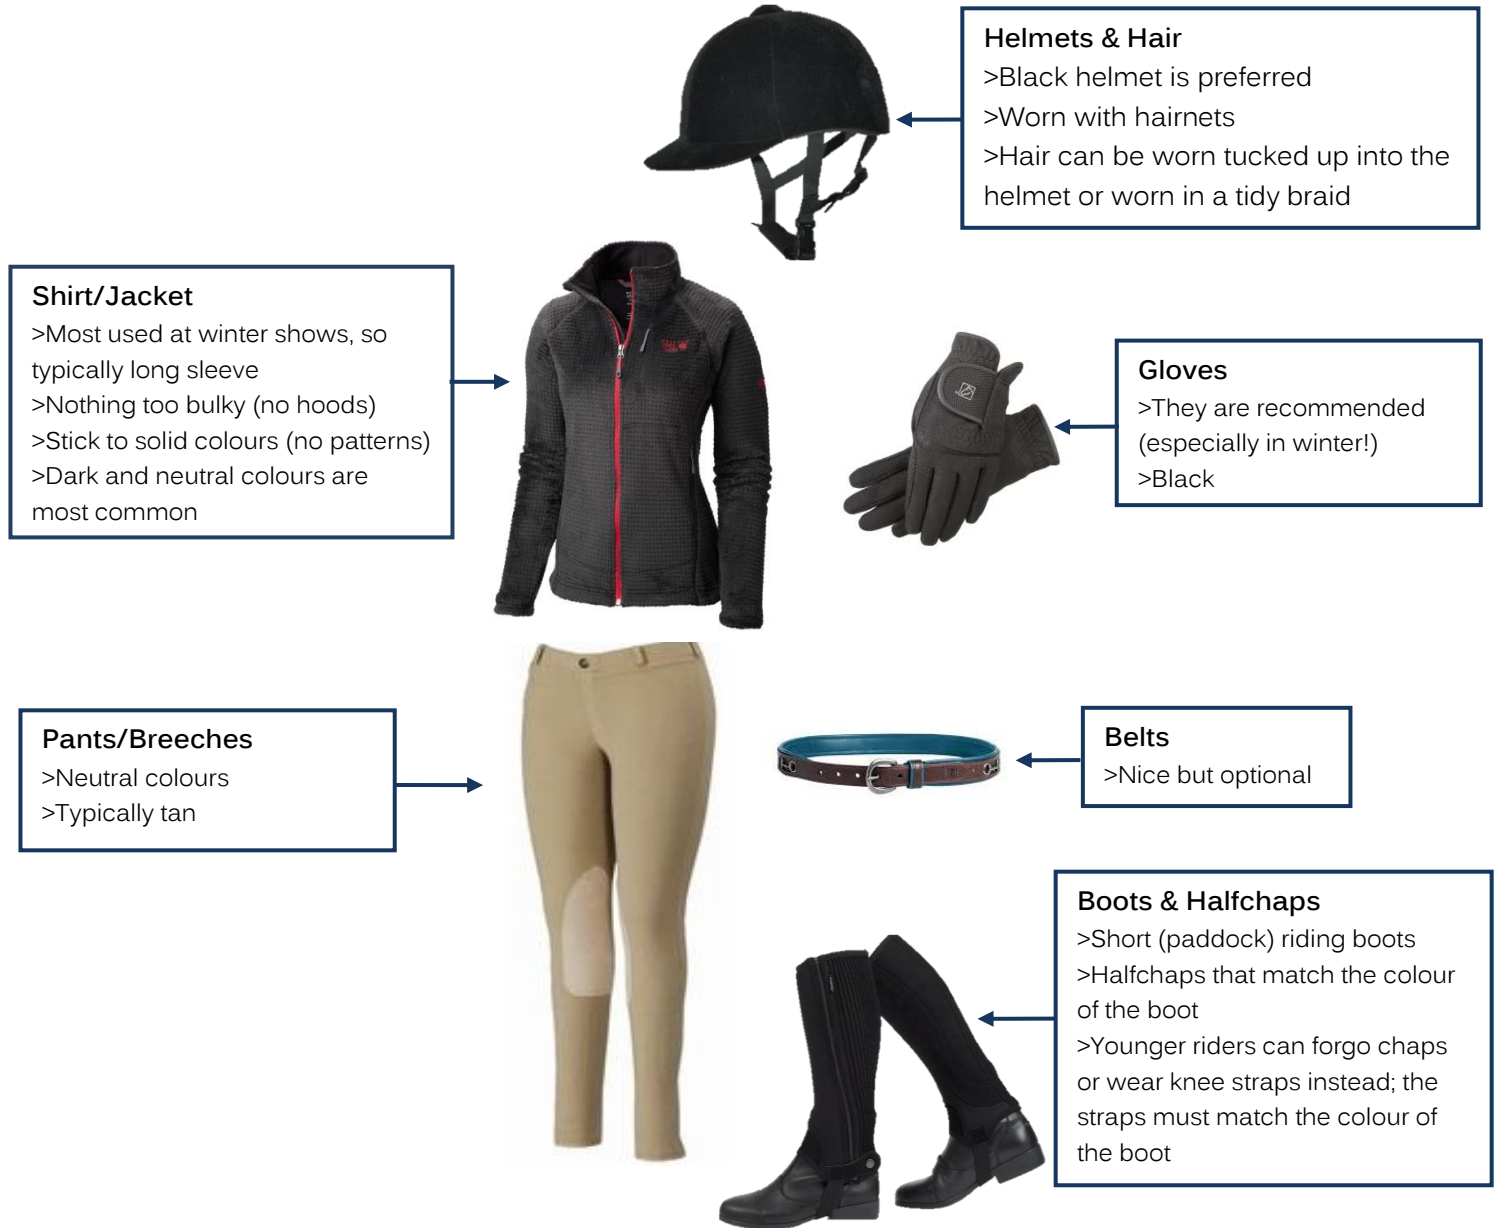 Helmets & Hair
>Black helmet is preferred
>Worn with hairnets
>Hair can be worn tucked up into the
helmet or worn in a tidy braid
Shirt/Jacket
>Most used at winter shows, so
typically long sleeve
>Nothing too bulky (no hoods)
>Stick to solid colours (no patterns)
>Dark and neutral colours are
most common
Gloves
>They are recommended
(especially in winter!)
>Black
Pants/Breeches
>Neutral colours
>Typically tan
Belts
>Nice but optional
Boots & Halfchaps
>Short (paddock) riding boots
>Halfchaps that match the colour
of the boot
>Younger riders can forgo chaps
or wear knee straps instead; the
straps must match the colour of
the boot